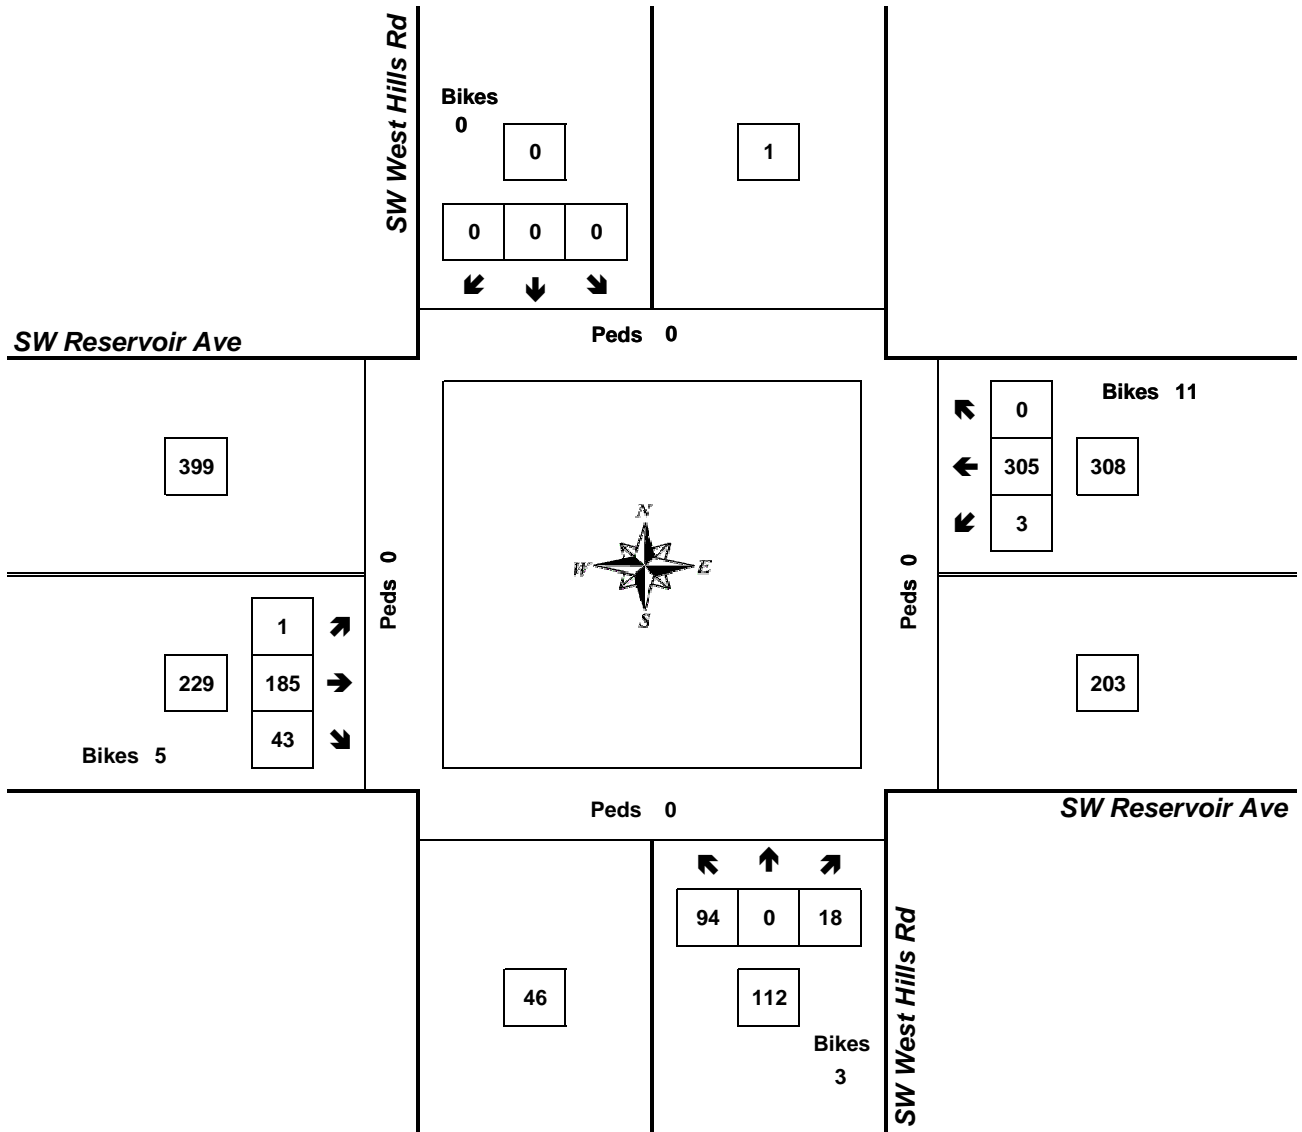 SW West Hills Rd
Bikes
0
0
1
0 0 0
Peds 0
SW Reservoir Ave
Bikes 11
0
399
305 308
3
N
W E
S
Peds 0
Peds 0
1
229 185
43
203
Bikes 5
Peds 0
SW Reservoir Ave
94 0 18
46
112
Bikes
3
SW West Hills Rd